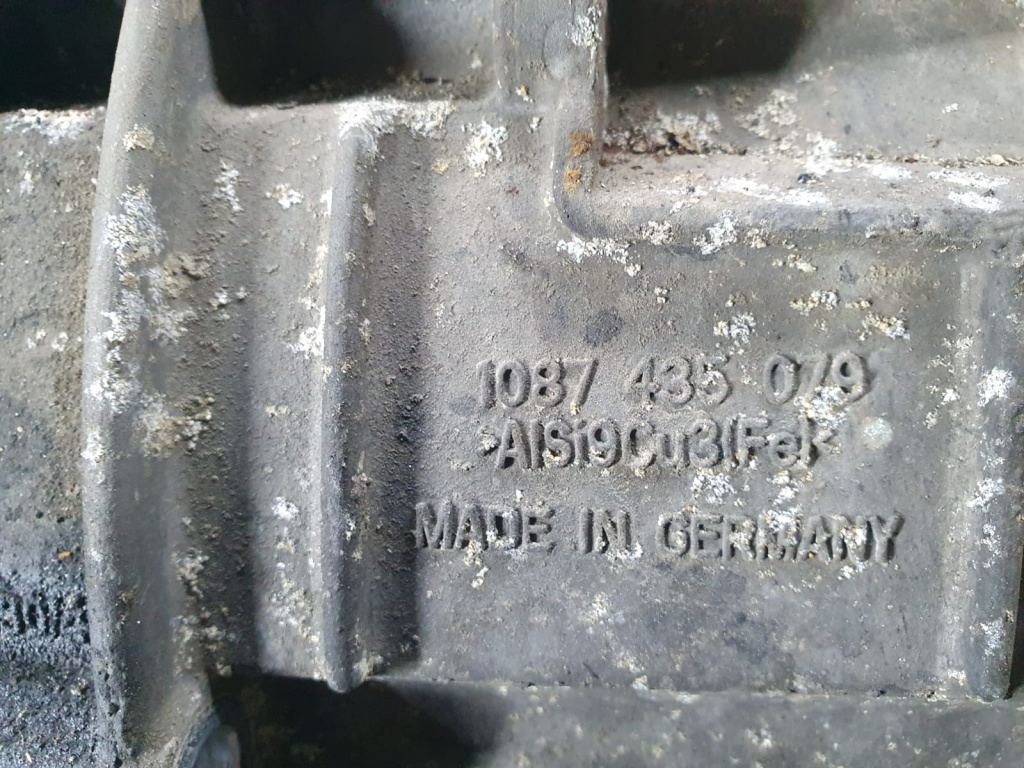 1087 435 079
>AlSi9Cu3(Fe)<
MADE IN GERMANY